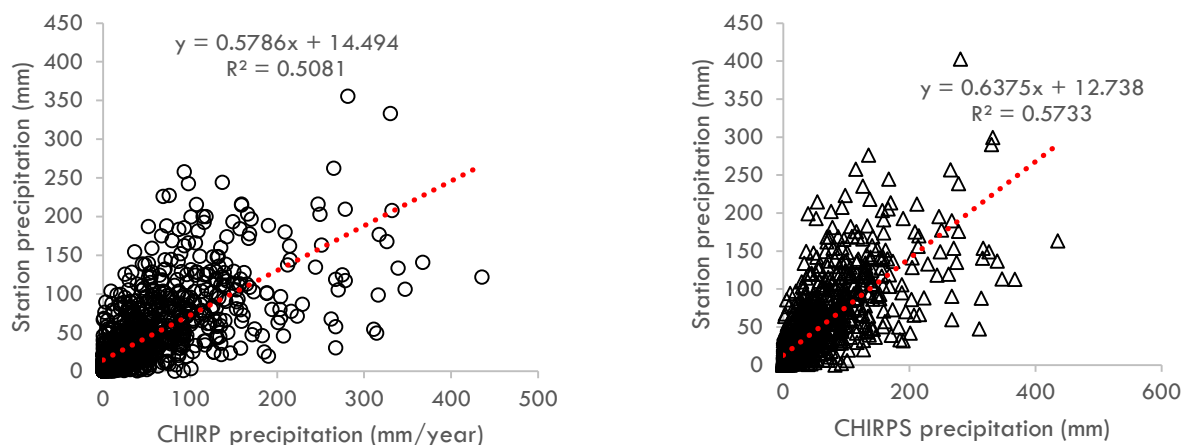 450
400
350
300
250
200
150
100
50
0
Station precipitation (mm)
y = 0.5786x + 14.494
R² = 0.5081
0 100 200 300 400 500
CHIRP precipitation (mm/year)
450
400
350
300
250
200
150
100
50
0
Station precipitation (mm)
y = 0.6375x + 12.738
R² = 0.5733
0 200 400 600
CHIRPS precipitation (mm)